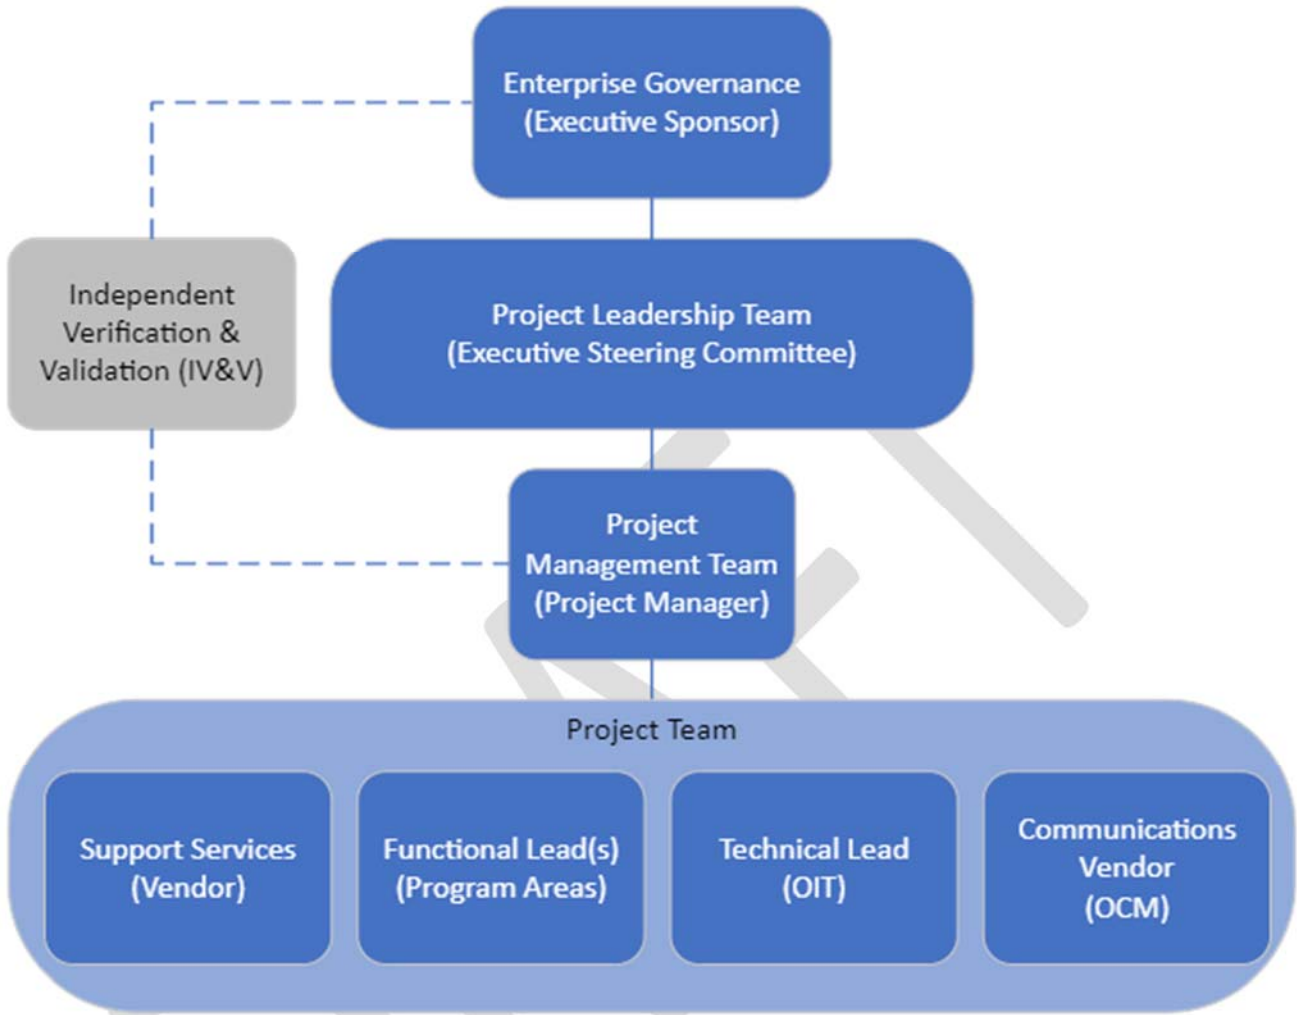 Enterprise Governance
(Executive Sponsor)
Independent
Verification &
Validation (IV&V)
Project Leadership Team
(Executive Steering Committee)
Project
Management Team
(Project Manager)
Project Team
Support Services
(Vendor)
Functional Lead(s)
(Program Areas)
Technical Lead
(OIT)
Communications
Vendor
(OCM)